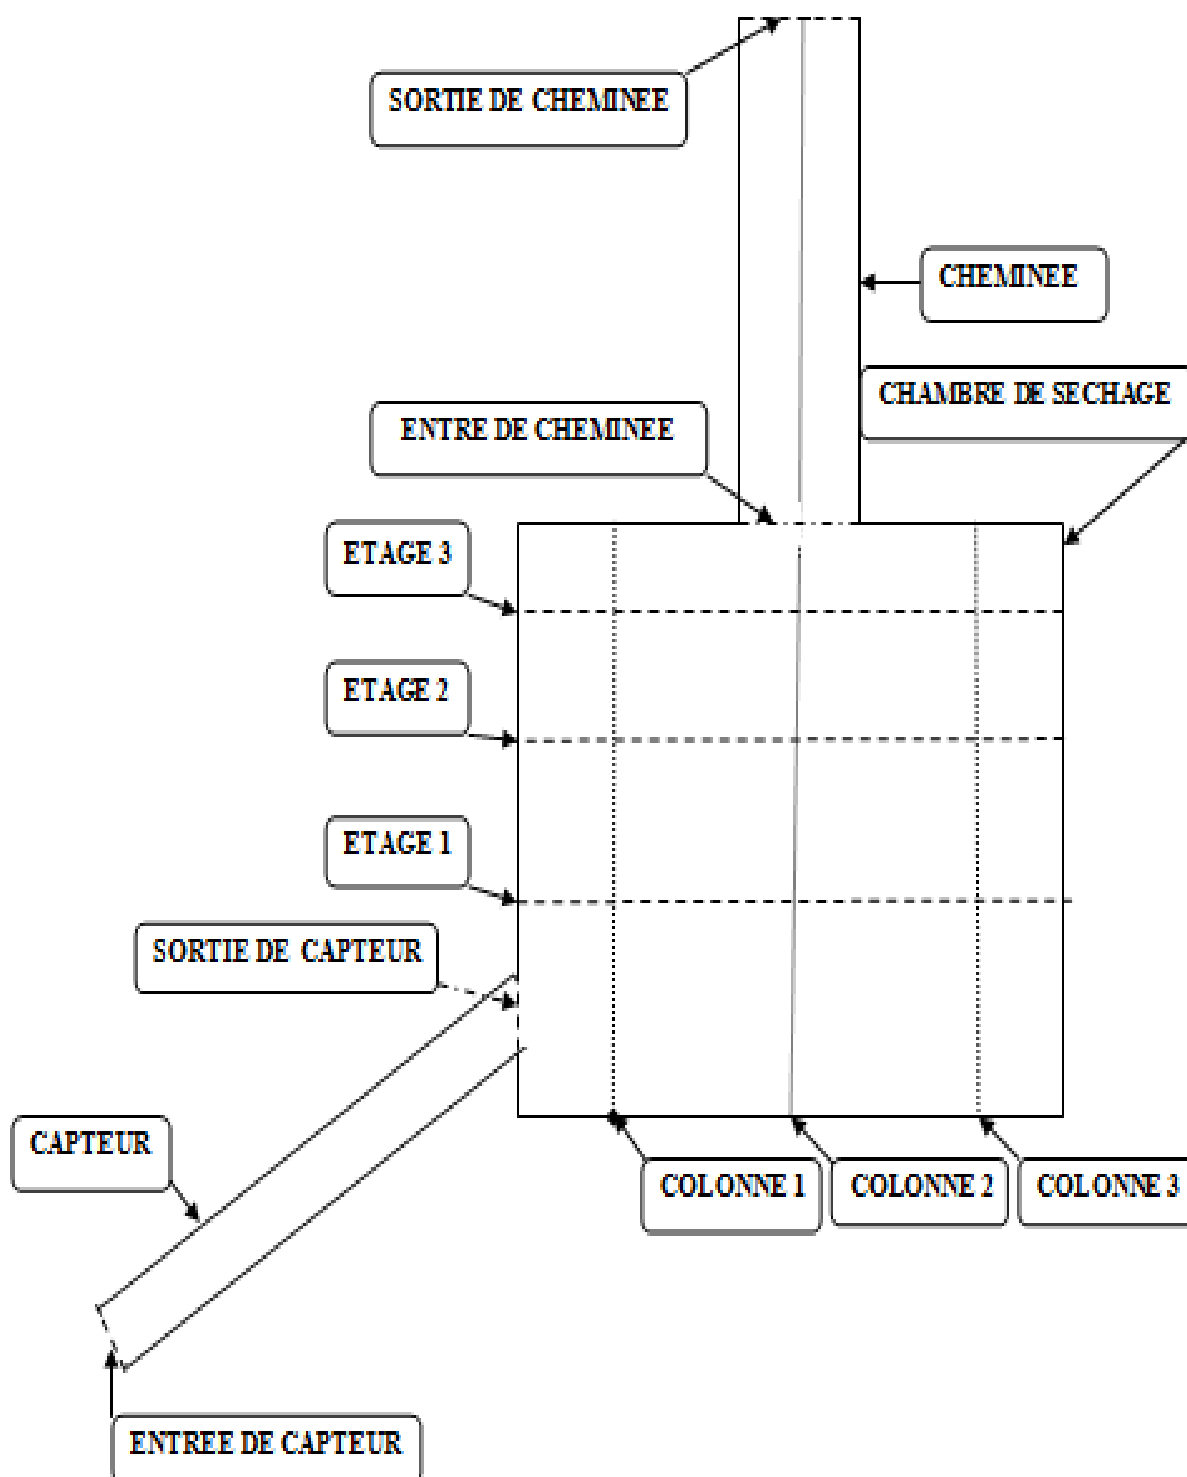 SORTIE DE CHEMINEE
CHEMINEE
CHAMBRE DE SECHAGE
ENTRE DE CHEMINEE
ETAGE 3
ETAGE 2
ETAGE 1
SORTIE DE CAPTEUR
CAPTEUR
COLONNE 1
COLONNE 2
COLONNE 3
ENTREE DE CAPTEUR